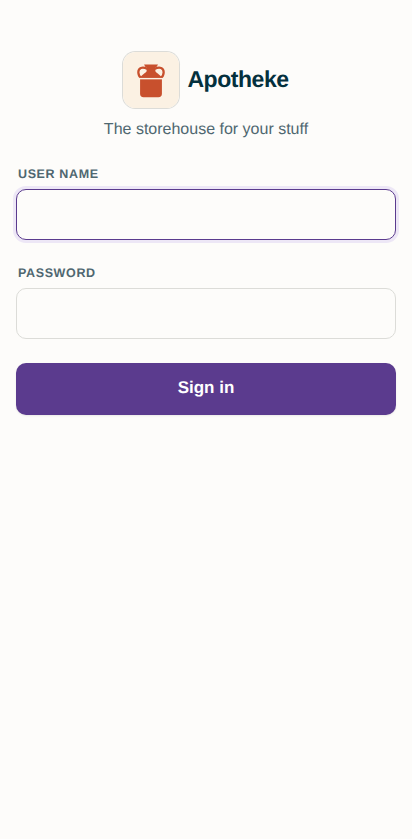 Apotheke
The storehouse for your stuff
USER NAME
PASSWORD
Sign in